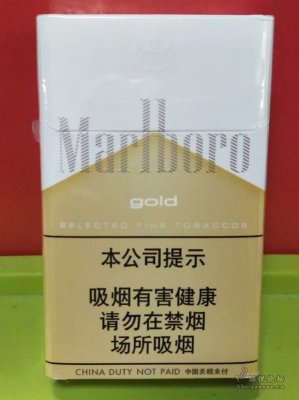 Marlboro
gold
SELECTED FINE TOBACCOS
本公司提示
吸烟有害健康
请勿在禁烟
场所吸烟
CHINA DUTY NOT PAID 中国关税未付